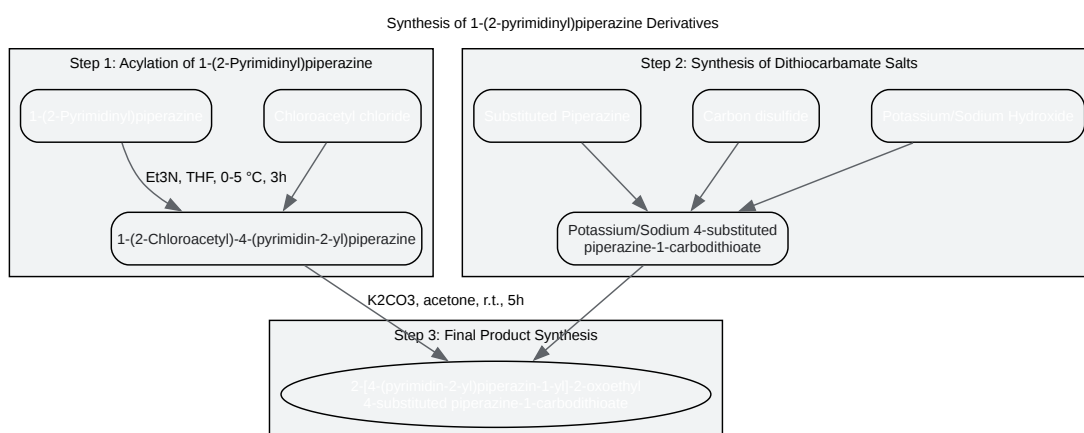 Synthesis of 1-(2-pyrimidinyl)piperazine Derivatives
Step 1: Acylation of 1-(2-Pyrimidinyl)piperazine
Step 2: Synthesis of Dithiocarbamate Salts
1-(2-Pyrimidinyl)piperazine
Chloroacetyl chloride
Substituted Piperazine
Carbon disulfide
Potassium/Sodium Hydroxide
Et3N, THF, 0-5 °C, 3h
1-(2-Chloroacetyl)-4-(pyrimidin-2-yl)piperazine
Potassium/Sodium 4-substituted
piperazine-1-carbodithioate
K2CO3, acetone, r.t., 5h
Step 3: Final Product Synthesis
2-[4-(pyrimidin-2-yl)piperazin-1-yl]-2-oxoethyl
4-substituted piperazine-1-carbodithioate